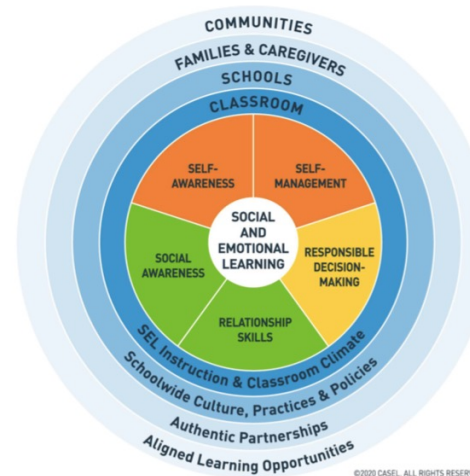 COMMUNITIES
FAMILIES & CAREGIVERS
SCHOOLS
CLASSROOM
SELF-
AWARENESS
SELF-
MANAGEMENT
SOCIAL
AND
EMOTIONAL
LEARNING
SOCIAL
AWARENESS
RESPONSIBLE
DECISION-
MAKING
RELATIONSHIP
SKILLS
SEL Instruction & Classroom Climate
Schoolwide Culture, Practices & Policies
Authentic Partnerships
Aligned Learning Opportunities
©2020 CASEL. ALL RIGHTS RESER